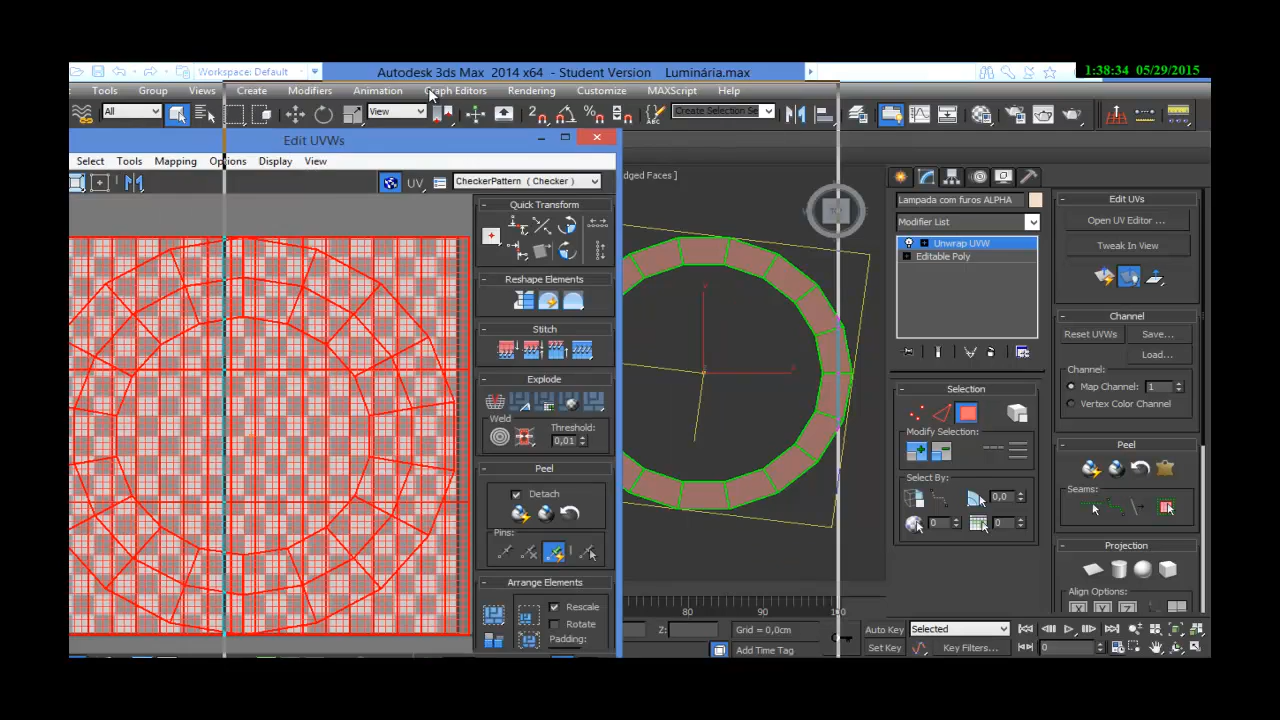 Workspace: Default
Autodesk 3ds Max 2014 x64 - Student Version Luminária.max
1:38:34 05/29/2015
Tools Group Views Create Modifiers Animation Graph Editors Rendering Customize MAXScript Help
All
View
Create Selection Se
Edit UVWs
Select Tools Mapping Options Display View
UV
CheckerPattern ( Checker )
Quick Transform
Reshape Elements
Stitch
Explode
Weld
Threshold:
0,01
Peel
Detach
Pins:
Arrange Elements
Rescale
Rotate
Padding:
dged Faces ]
80 90 100
Z:
Grid = 0,0cm
Add Time Tag
Lampada com furos ALPHA
Modifier List
Unwrap UVW
Editable Poly
Selection
Modify Selection:
Select By:
0,0
0
0
Edit UVs
Open UV Editor ...
Tweak In View
Channel
Reset UVWs Save...
Load...
Channel:
Map Channel: 1
Vertex Color Channel
Peel
Seams:
Projection
Align Options:
X Y Z
Auto Key Selected
Set Key Key Filters...
0